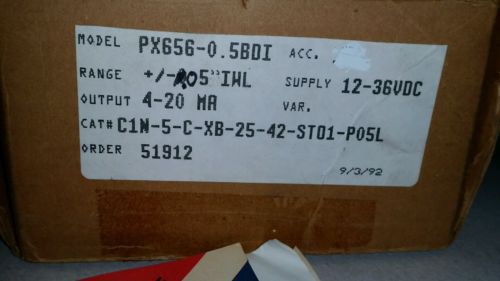 MODEL PX656-0.5BDI ACC.
RANGE +/-.05"IWL SUPPLY 12-36VDC
OUTPUT 4-20 MA VAR.
CAT# C1N-5-C-XB-25-42-ST01-P05L
ORDER 51912
9/3/92